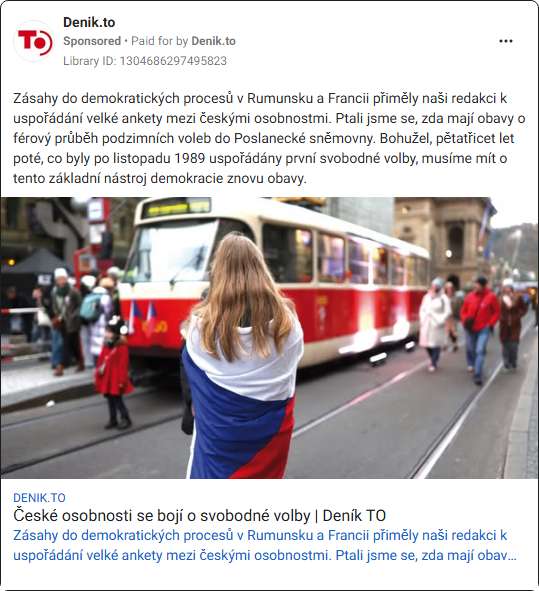 Denik.to
Sponsored • Paid for by Denik.to
Library ID: 1304686297495823
TO
Zásahy do demokratických procesů v Rumunsku a Francii přiměly naši redakci k
uspořádání velké ankety mezi českými osobnostmi. Ptali jsme se, zda mají obavy o
férový průběh podzimních voleb do Poslanecké sněmovny. Bohužel, pětatřicet let
poté, co byly po listopadu 1989 uspořádány první svobodné volby, musíme mít o
tento základní nástroj demokracie znovu obavy.
DENIK.TO
České osobnosti se bojí o svobodné volby | Deník TO
Zásahy do demokratických procesů v Rumunsku a Francii přiměly naši redakci k
uspořádání velké ankety mezi českými osobnostmi. Ptali jsme se, zda mají obav...